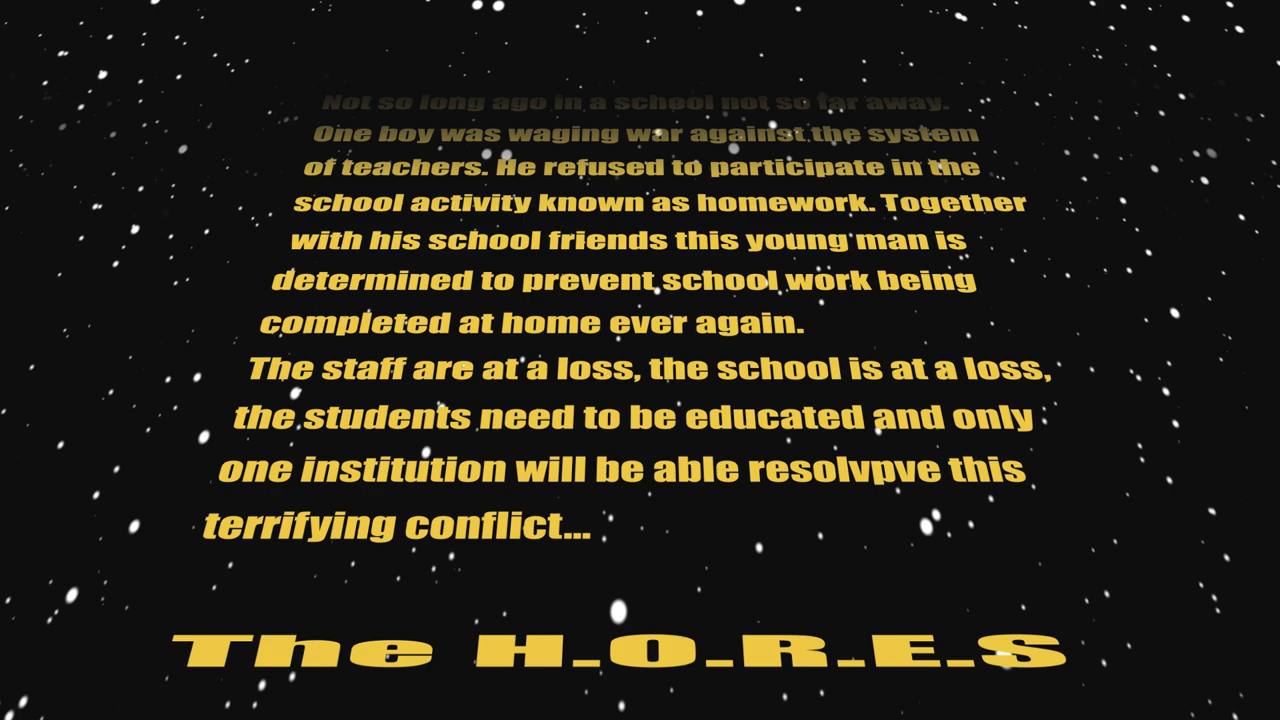 Not so long ago in a school not so far away.
One boy was waging war against the system
of teachers. He refused to participate in the
school activity known as homework. Together
with his school friends this young man is
determined to prevent school work being
completed at home ever again.
The staff are at a loss, the school is at a loss,
the students need to be educated and only
one institution will be able resolvpve this
terrifying conflict...
The H.O.R.E.S